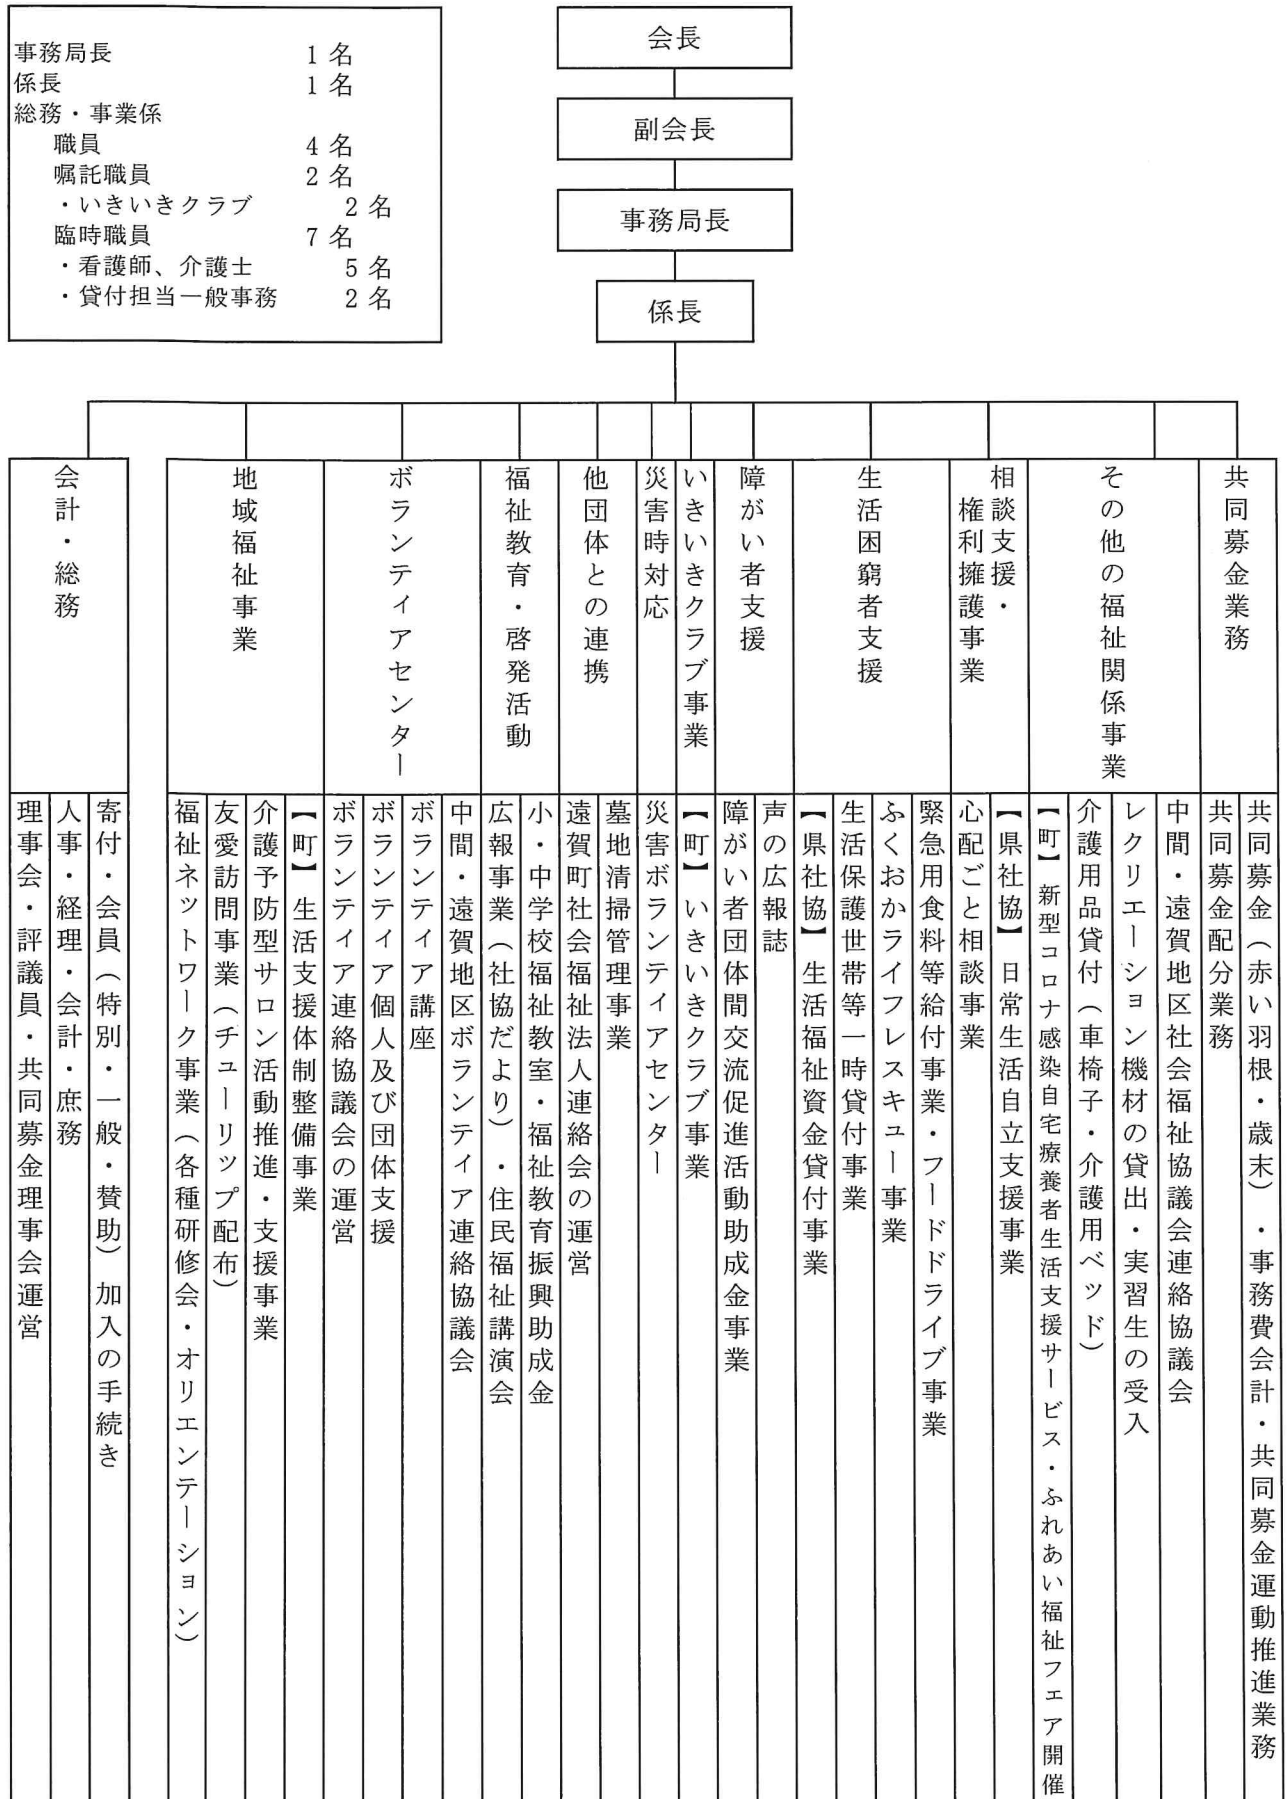 事務局長 1 名
係長 1 名
総務・事業係
職員 4 名
嘱託職員 2 名
・いきいきクラブ 2 名
臨時職員 7 名
・看護師、介護士 5 名
・貸付担当一般事務 2 名
会長
副会長
事務局長
係長
共同募金業務
共同募金（赤い羽根・歳末）・事務費会計・共同募金運動推進業務
共同募金配分業務
その他の福祉関係事業
中間・遠賀地区社会福祉協議会連絡協議会
レクリエーション機材の貸出・実習生の受入
介護用品貸付（車椅子・介護用ベッド）
【町】新型コロナ感染自宅療養者生活支援サービス・ふれあい福祉フェア開催
相談支援・
権利擁護事業
【県社協】日常生活自立支援事業
心配ごと相談事業
生活困窮者支援
緊急用食料等給付事業・フードドライブ事業
ふくおかライフレスキュー事業
生活保護世帯等一時貸付事業
【県社協】生活福祉資金貸付事業
障がい者支援
声の広報誌
障がい者団体間交流促進活動助成金事業
いきいきクラブ事業
【町】いきいきクラブ事業
災害時対応
災害ボランティアセンター
他団体との連携
墓地清掃管理事業
遠賀町社会福祉法人連絡会の運営
福祉教育・啓発活動
小・中学校福祉教室・福祉教育振興助成金
広報事業（社協だより）・住民福祉講演会
ボランティアセンター
中間・遠賀地区ボランティア連絡協議会
ボランティア講座
ボランティア個人及び団体支援
ボランティア連絡協議会の運営
地域福祉事業
【町】生活支援体制整備事業
介護予防型サロン活動推進・支援事業
友愛訪問事業（チューリップ配布）
福祉ネットワーク事業（各種研修会・オリエンテーション）
会計・総務
寄付・会員（特別・一般・賛助）加入の手続き
人事・経理・会計・庶務
理事会・評議員・共同募金理事会運営